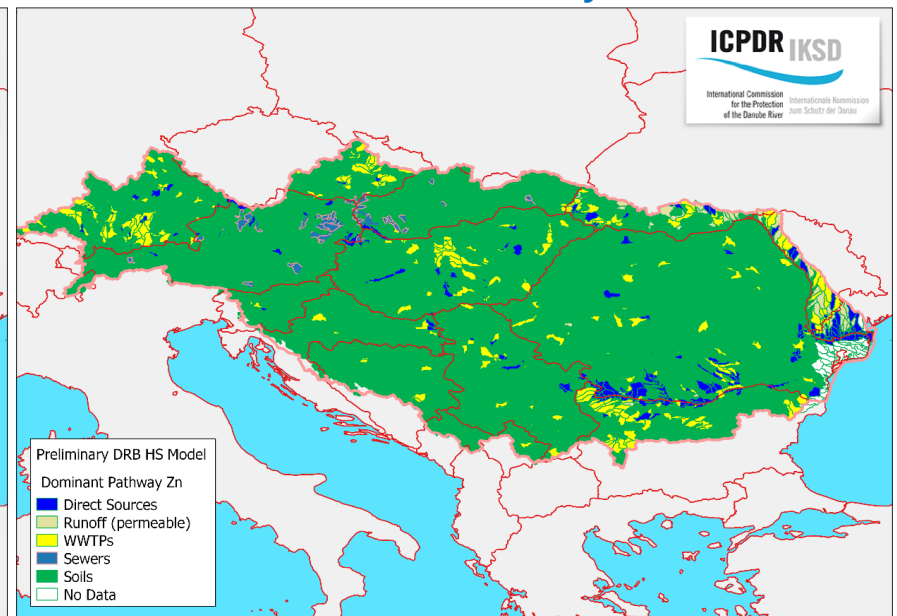 ICPDR IKSD
International Commission
for the Protection
of the Danube River
Internationale Kommission
zum Schutz der Donau
Preliminary DRB HS Model
Dominant Pathway Zn
Direct Sources
Runoff (permeable)
WWTPs
Sewers
Soils
No Data